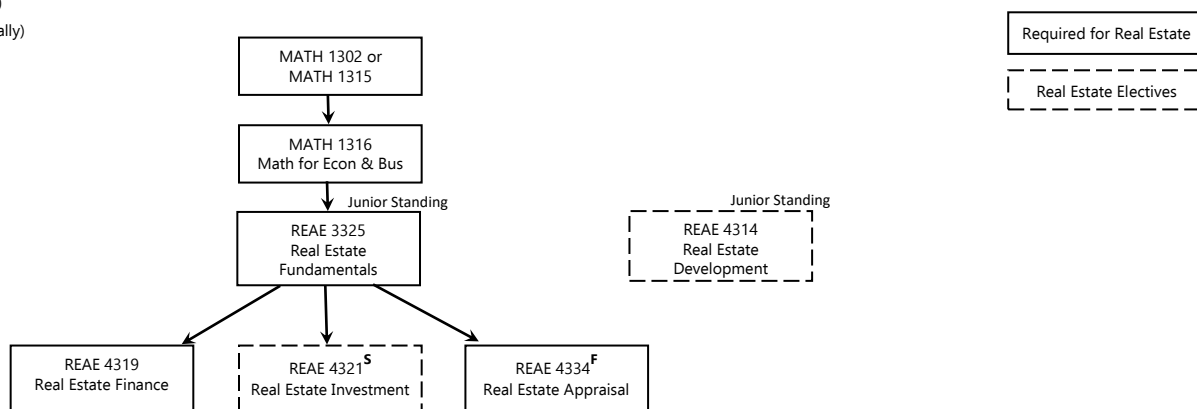 )
ally)
Required for Real Estate
MATH 1302 or
MATH 1315
Real Estate Electives
MATH 1316
Math for Econ & Bus
Junior Standing
Junior Standing
REAE 3325
Real Estate
Fundamentals
REAE 4314
Real Estate
Development
REAE 4319
Real Estate Finance
REAE 4321S
Real Estate Investment
REAE 4334F
Real Estate Appraisal